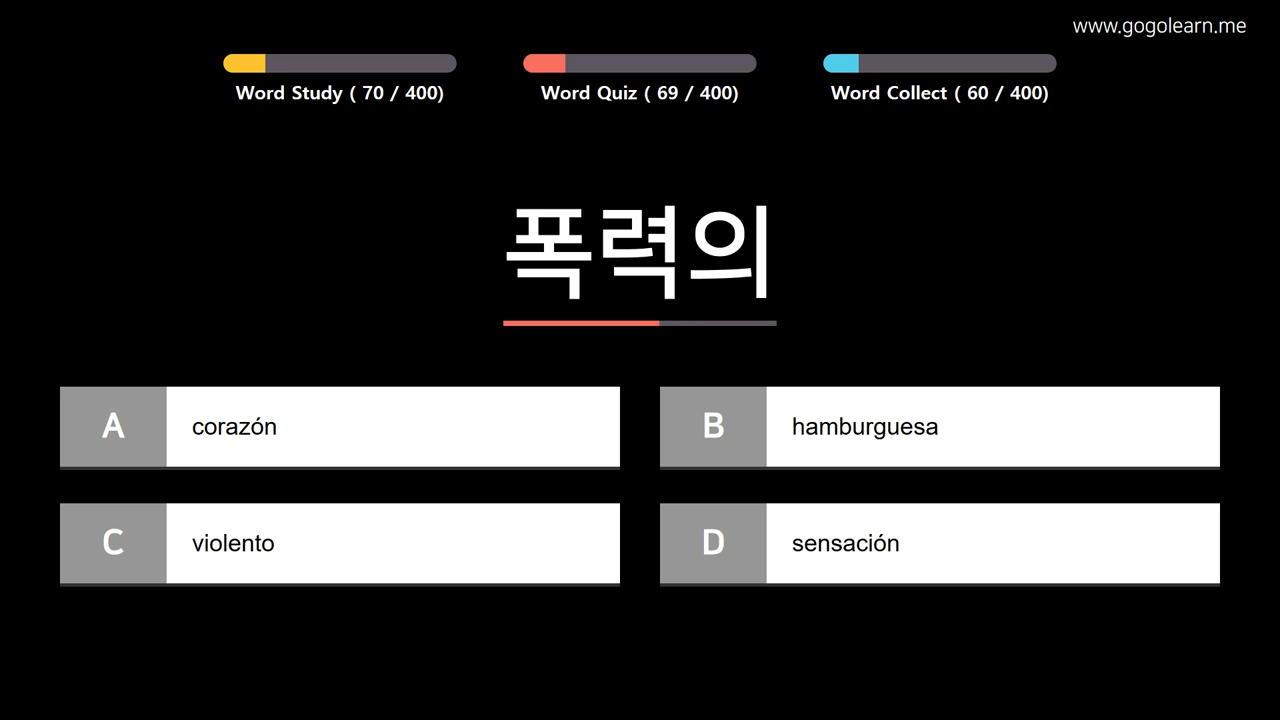 www.gogolearn.me
Word Study ( 70 / 400)
Word Quiz ( 69 / 400)
Word Collect ( 60 / 400)
폭력의
A
corazón
B
hamburguesa
C
violento
D
sensación